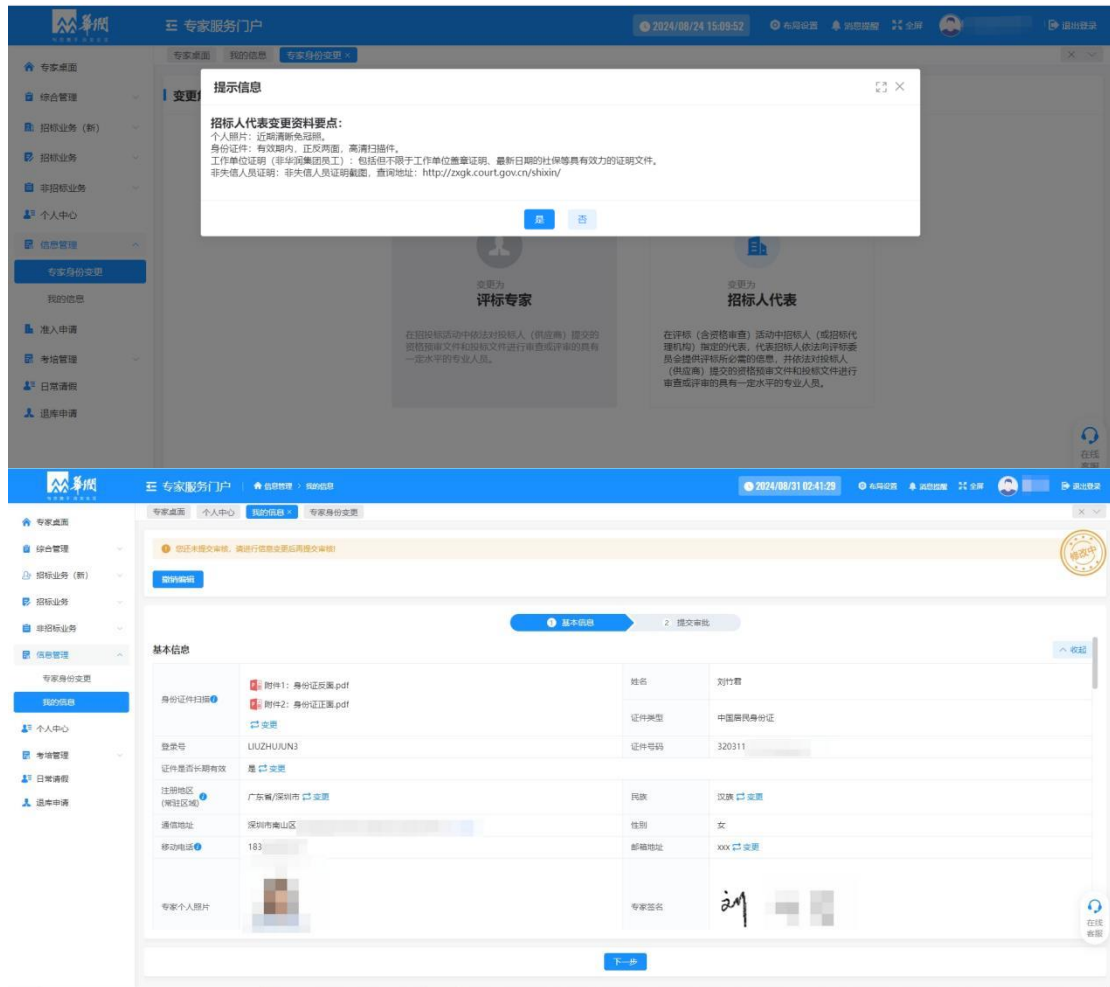 華潤
专家服务门户
2024/08/24 15:09:52
布局设置
消息提醒
全屏
退出登录
专家桌面
我的信息
专家身份变更 ×
专家桌面
综合管理
招标业务（新）
招标业务
非招标业务
个人中心
信息管理
专家身份变更
我的信息
准入申请
考培管理
日常请假
退库申请
提示信息
招标人代表变更资料要点：
个人照片：近期清晰免冠照。
身份证件：有效期内，正反两面，高清扫描件。
工作单位证明（非华润集团员工）：包括但不限于工作单位盖章证明、最新日期的社保等具有效力的证明文件。
非失信人员证明：非失信人员证明截图，查询地址：http://zxgk.court.gov.cn/shixin/
是
否
变更为
评标专家
在招投标活动中依法对投标人（供应商）提交的
资格预审文件和投标文件进行审查或评审的具有
一定水平的专业人员。
变更为
招标人代表
在评标（含资格审查）活动中招标人（或招标代
理机构）指定的代表，代表招标人依法向评标委
员会提供评标所必需的信息，并依法对投标人
（供应商）提交的资格预审文件和投标文件进行
审查或评审的具有一定水平的专业人员。
在线
客服
華潤
专家服务门户
信息管理 > 我的信息
2024/08/31 02:41:29
布局设置
消息提醒
全屏
退出登录
专家桌面
个人中心
我的信息 ×
专家身份变更
专家桌面
综合管理
招标业务（新）
招标业务
非招标业务
信息管理
专家身份变更
我的信息
个人中心
考培管理
日常请假
退库申请
您还未提交审核，请进行信息变更后再提交审核!
修改中
撤销编辑
1 基本信息
2 提交审批
基本信息
收起
身份证件扫描
附件1：身份证反面.pdf
附件2：身份证正面.pdf
变更
姓名
刘竹君
证件类型
中国居民身份证
登录号
LIUZHUJUN3
证件号码
320311
证件是否长期有效
是 变更
注册地区
(常驻区域)
广东省/深圳市 变更
民族
汉族 变更
通信地址
深圳市南山区
性别
女
移动电话
183
邮箱地址
xxx 变更
专家个人照片
专家签名
刘
在线
客服
下一步